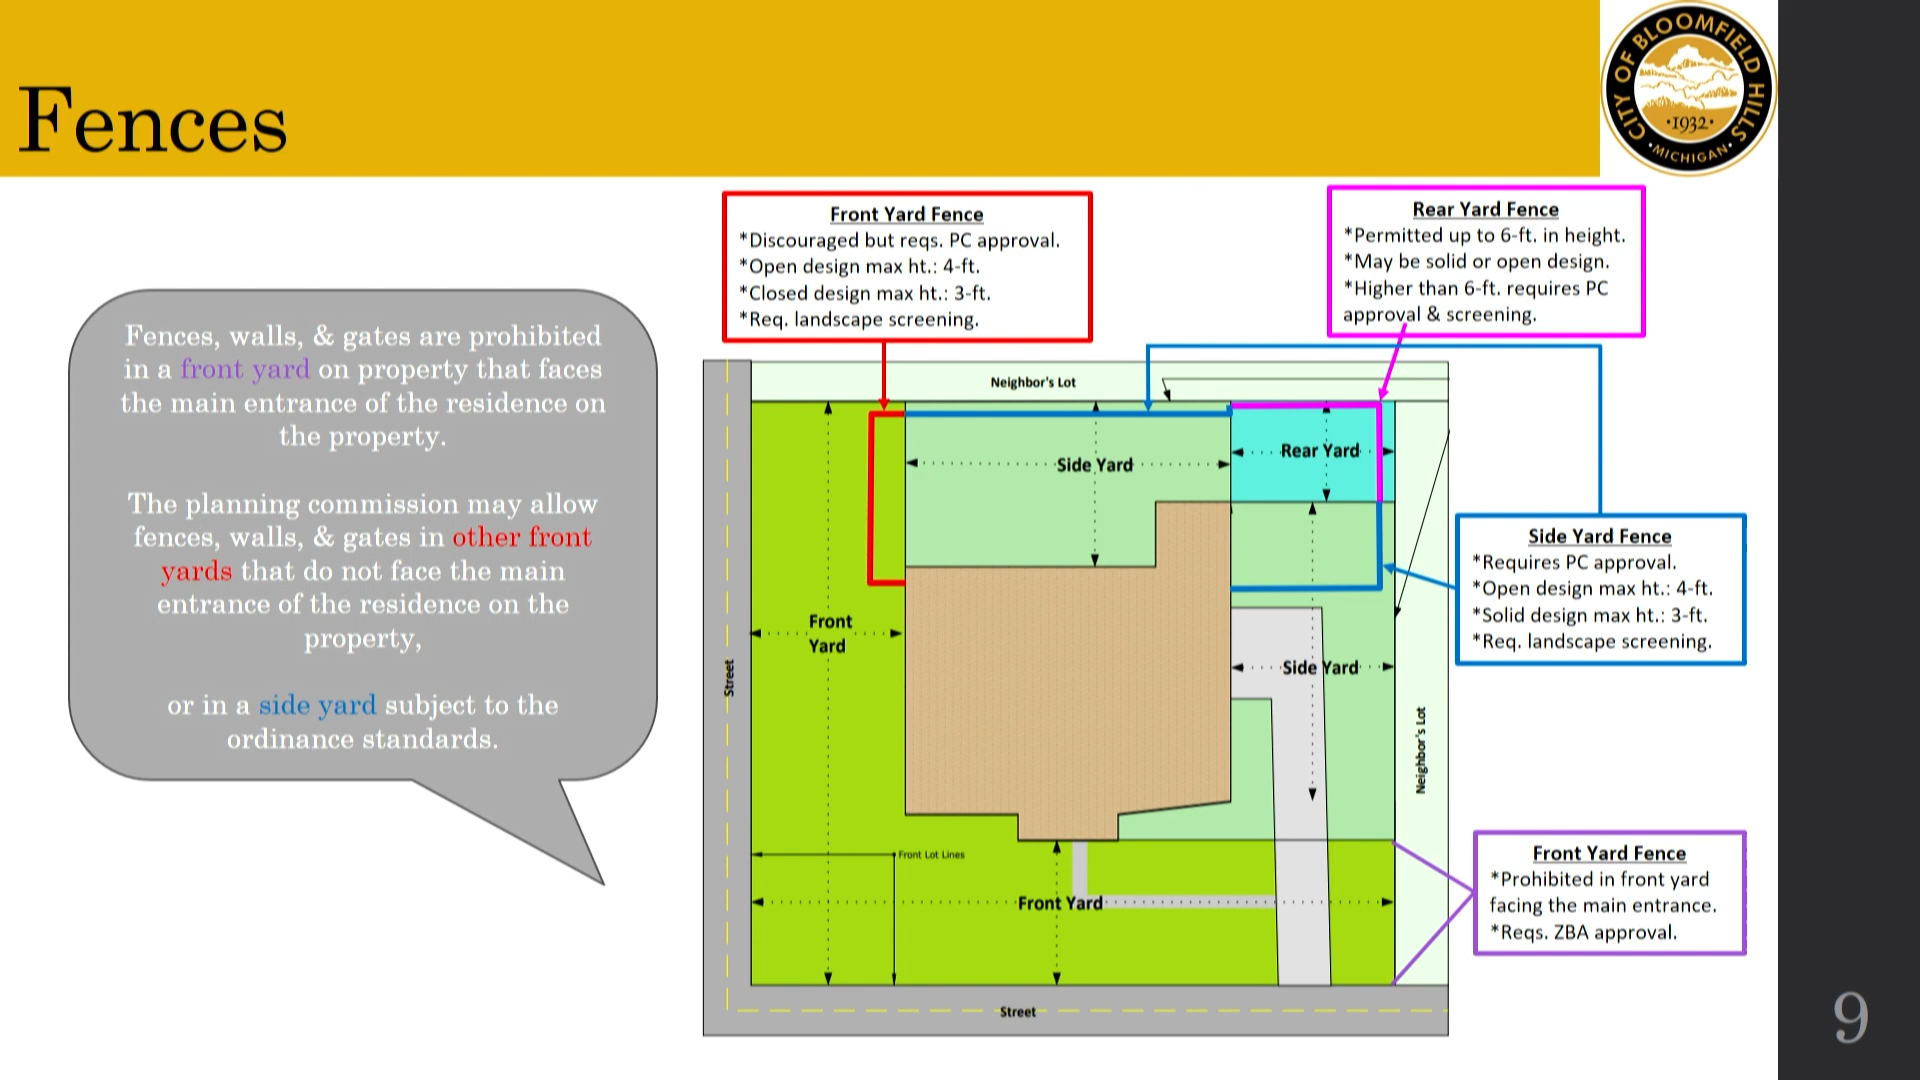 Fences
CITY OF BLOOMFIELD HILLS
·1932·
·MICHIGAN·
Fences, walls, & gates are prohibited
in a front yard on property that faces
the main entrance of the residence on
the property.
The planning commission may allow
fences, walls, & gates in other front
yards that do not face the main
entrance of the residence on the
property,
or in a side yard subject to the
ordinance standards.
Front Yard Fence
*Discouraged but reqs. PC approval.
*Open design max ht.: 4-ft.
*Closed design max ht.: 3-ft.
*Req. landscape screening.
Rear Yard Fence
*Permitted up to 6-ft. in height.
*May be solid or open design.
*Higher than 6-ft. requires PC
approval & screening.
Neighbor's Lot
Side Yard
Rear Yard
Side Yard Fence
*Requires PC approval.
*Open design max ht.: 4-ft.
*Solid design max ht.: 3-ft.
*Req. landscape screening.
Front
Yard
Street
Side Yard
Neighbor's Lot
Front Lot Lines
Front Yard
Front Yard Fence
*Prohibited in front yard
facing the main entrance.
*Reqs. ZBA approval.
Street
9